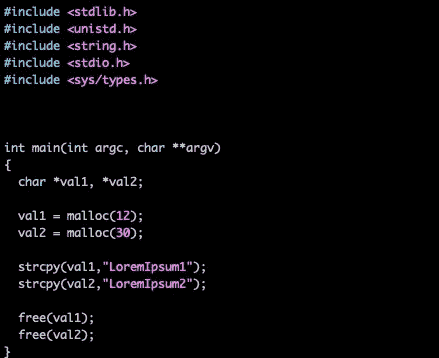 #include <stdlib.h>
#include <unistd.h>
#include <string.h>
#include <stdio.h>
#include <sys/types.h>
int main(int argc, char **argv)
{
  char *val1, *val2;
  val1 = malloc(12);
  val2 = malloc(30);
  strcpy(val1,"LoremIpsum1");
  strcpy(val2,"LoremIpsum2");
  free(val1);
  free(val2);
}